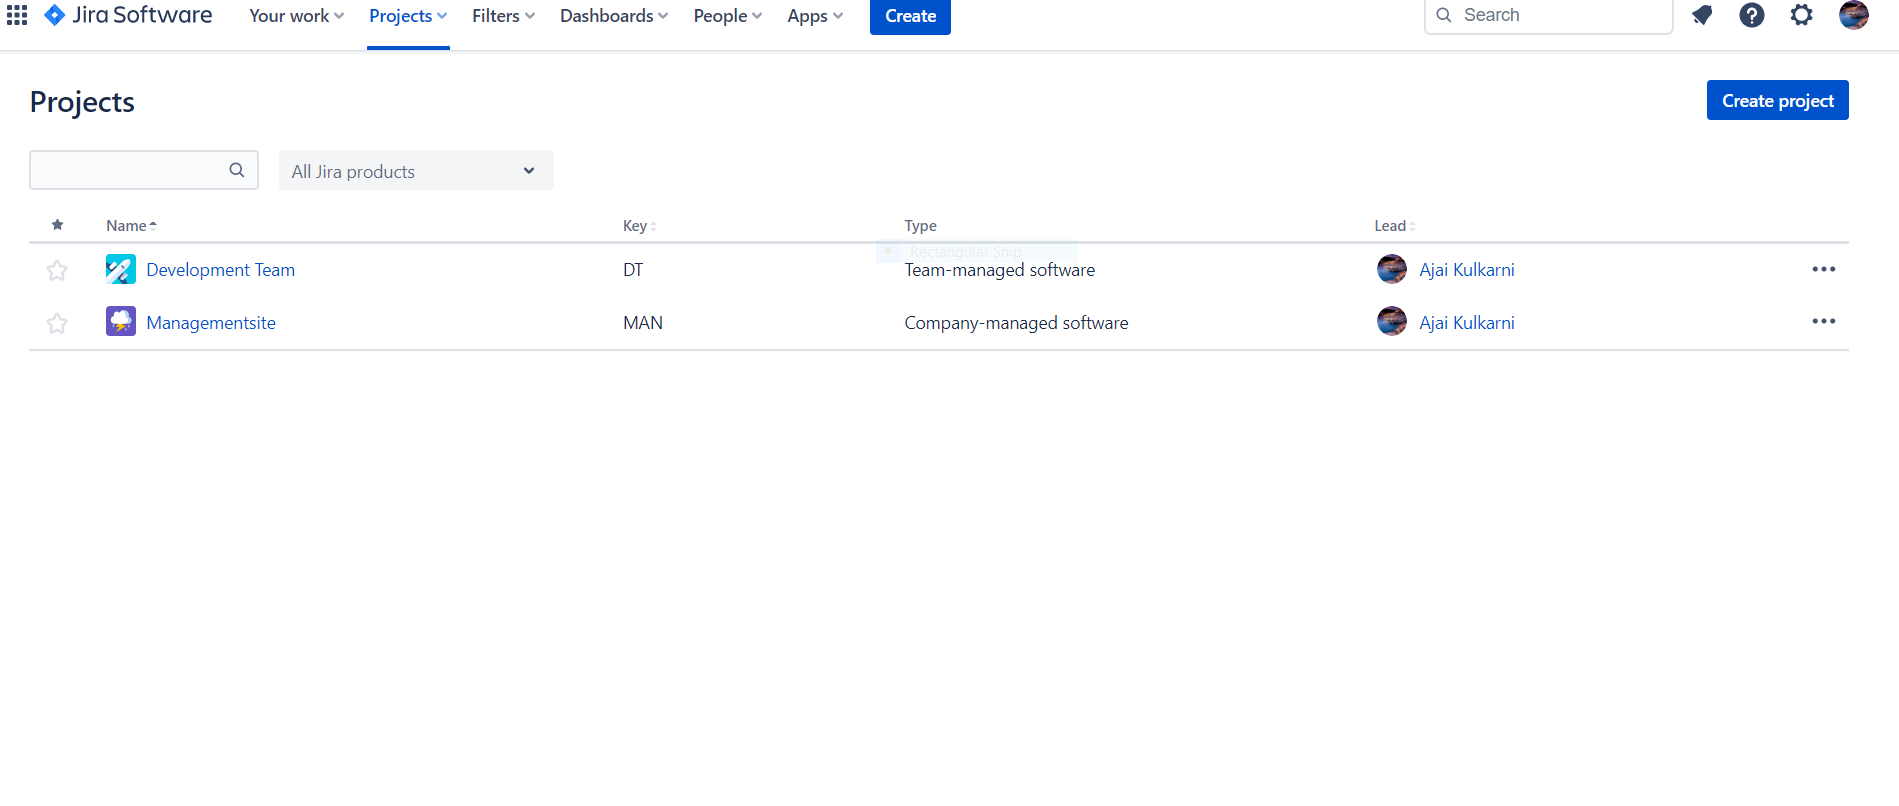 Jira Software Your work Projects Filters Dashboards People Apps Create Search
Projects Create project
All Jira products
Name Key Type Lead
Rectangular Snip
Development Team DT Team-managed software Ajai Kulkarni
Managementsite MAN Company-managed software Ajai Kulkarni